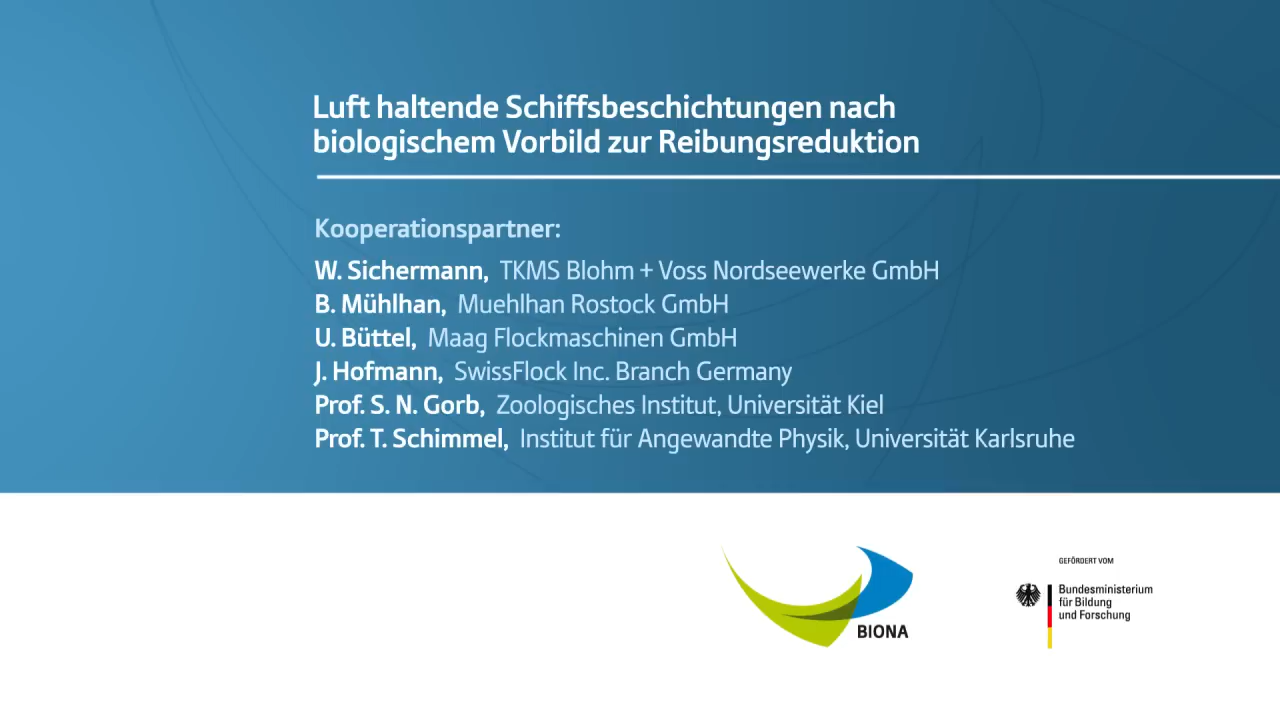 Luft haltende Schiffsbeschichtungen nach
biologischem Vorbild zur Reibungsreduktion
Kooperationspartner:
W. Sichermann, TKMS Blohm + Voss Nordseewerke GmbH
B. Mühlhan, Muehlhan Rostock GmbH
U. Büttel, Maag Flockmaschinen GmbH
J. Hofmann, SwissFlock Inc. Branch Germany
Prof. S. N. Gorb, Zoologisches Institut, Universität Kiel
Prof. T. Schimmel, Institut für Angewandte Physik, Universität Karlsruhe
BIONA
GEFÖRDERT VOM
Bundesministerium
für Bildung
und Forschung